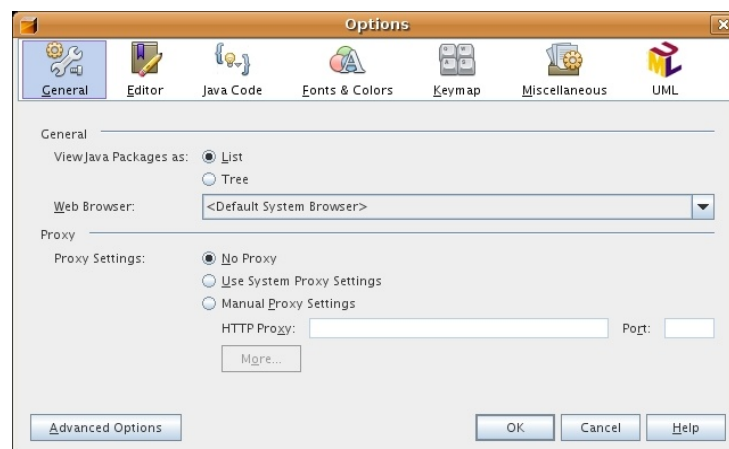 Options
General Editor Java Code Fonts & Colors Keymap Miscellaneous UML
General
View Java Packages as: List
Tree
Web Browser: <Default System Browser>
Proxy
Proxy Settings: No Proxy
Use System Proxy Settings
Manual Proxy Settings
HTTP Proxy: Port:
More...
Advanced Options OK Cancel Help